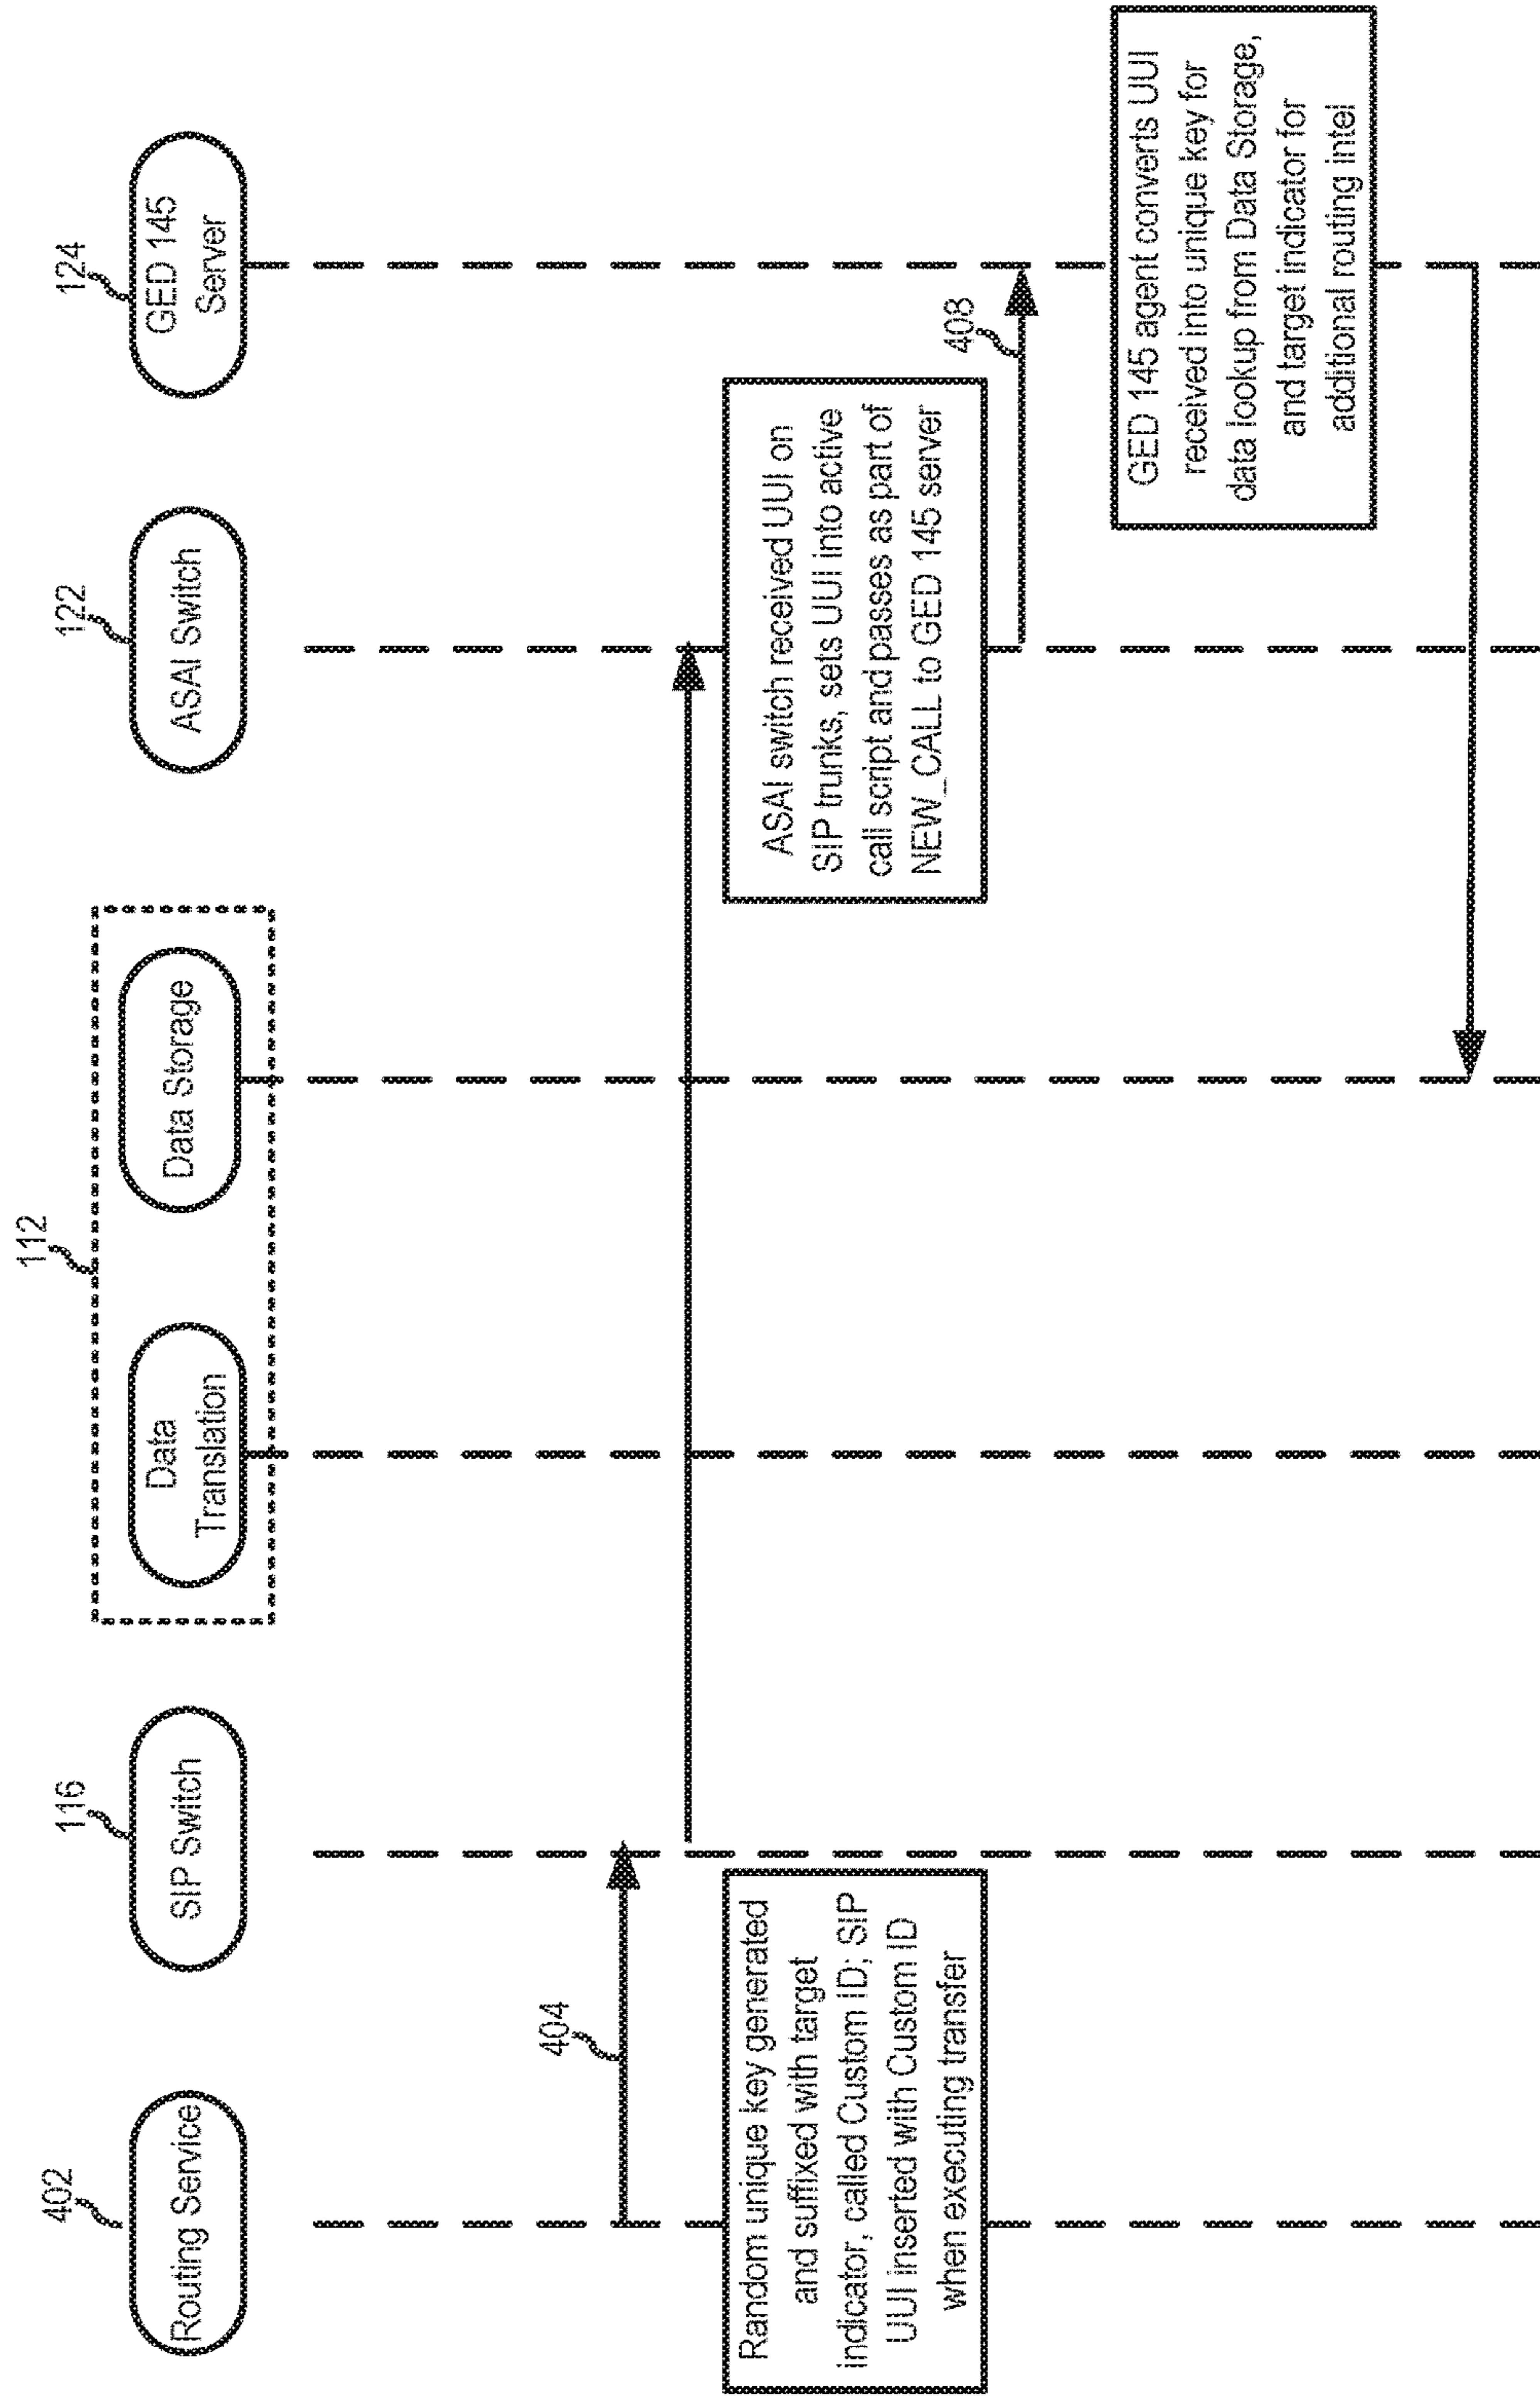 402
Routing Service
116
SIP Switch
112
Data
Translation
Data Storage
122
ASAI Switch
124
GED 145
Server
404
Random unique key generated
and suffixed with target
indicator, called Custom ID; SIP
UUI inserted with Custom ID
when executing transfer
ASAI switch received UUI on
SIP trunks, sets UUI into active
call script and passes as part of
NEW_CALL to GED 145 server
408
GED 145 agent converts UUI
received into unique key for
data lookup from Data Storage,
and target indicator for
additional routing intel